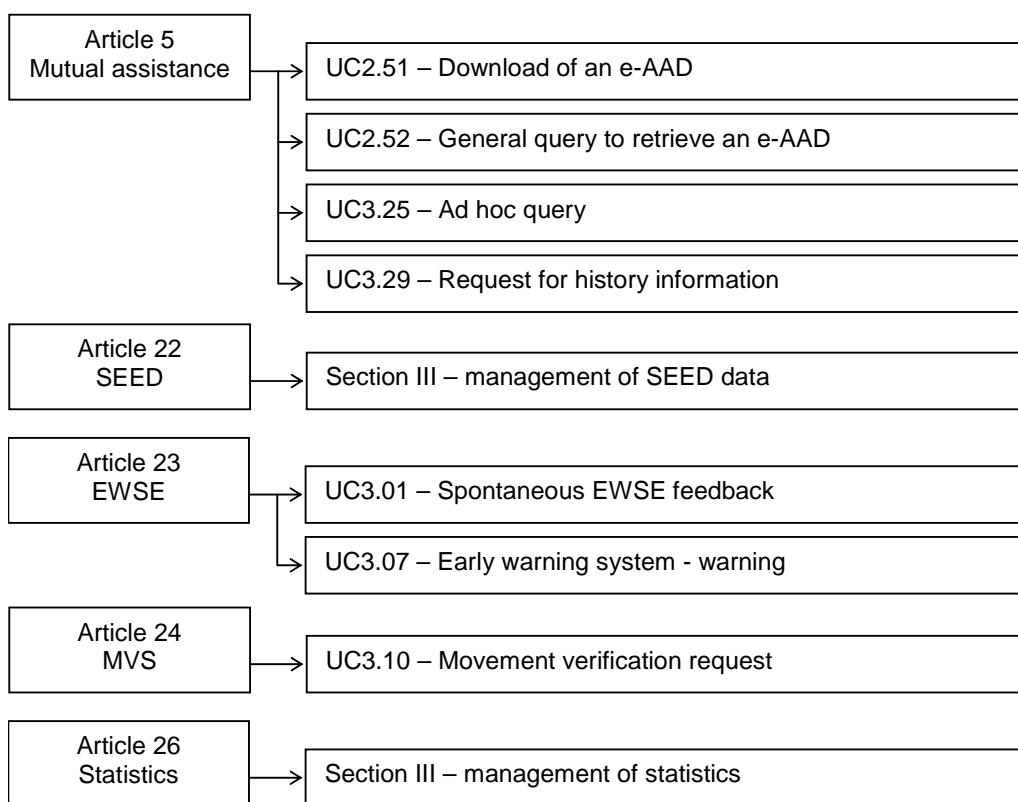 Article 5
Mutual assistance
UC2.51 – Download of an e-AAD
UC2.52 – General query to retrieve an e-AAD
UC3.25 – Ad hoc query
UC3.29 – Request for history information
Article 22
SEED
Section III – management of SEED data
Article 23
EWSE
UC3.01 – Spontaneous EWSE feedback
UC3.07 – Early warning system - warning
Article 24
MVS
UC3.10 – Movement verification request
Article 26
Statistics
Section III – management of statistics